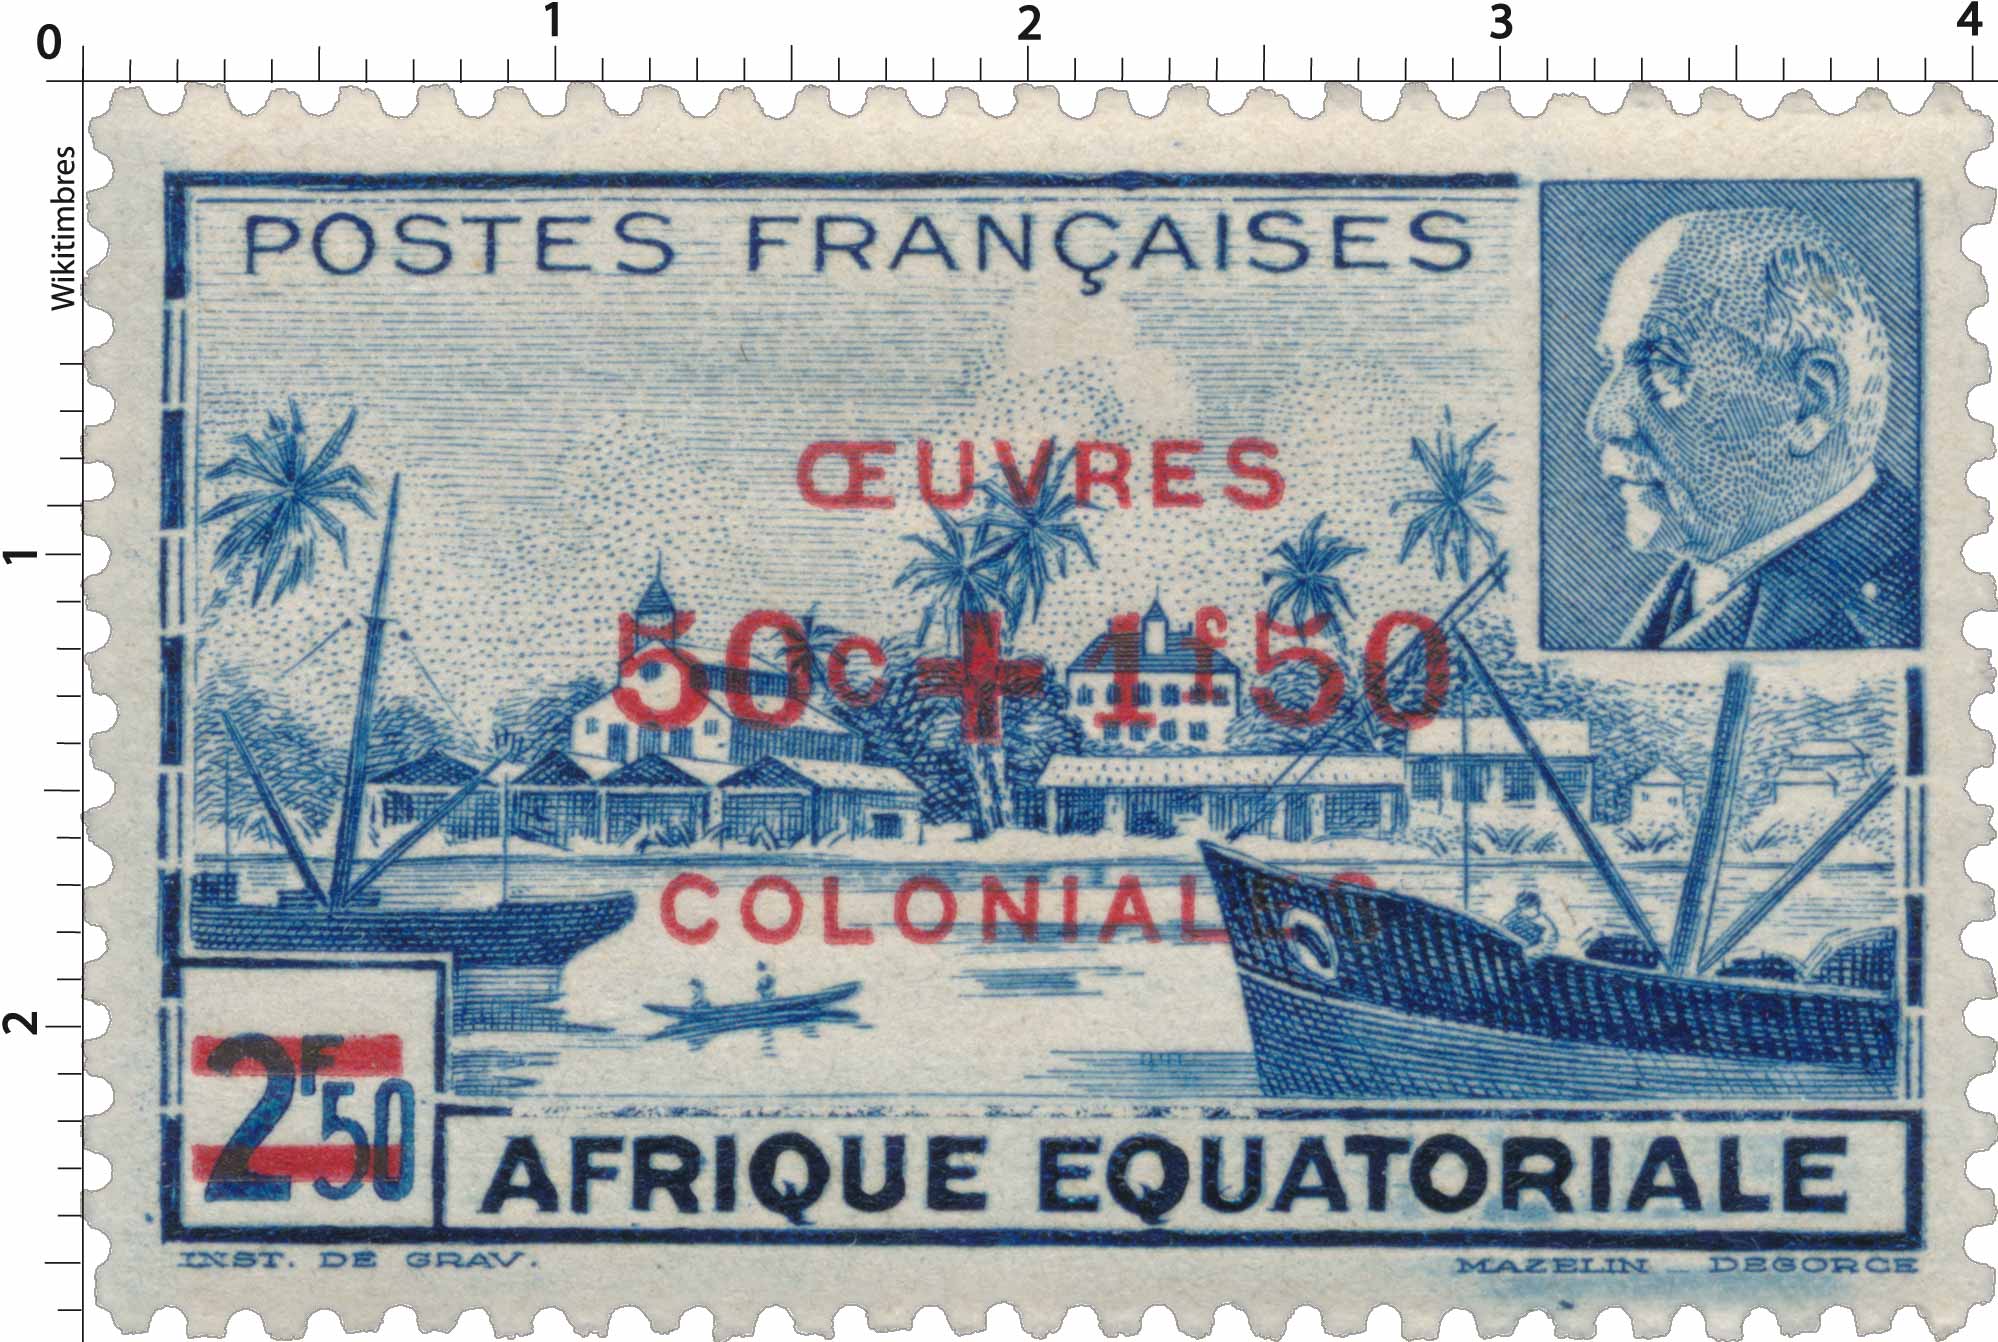 0 1 2 3 4
Wikitimbres
1
2
POSTES FRANÇAISES
ŒUVRES
50c + 1f50
COLONIALES
2F50
AFRIQUE EQUATORIALE
INST. DE GRAV.
MAZELIN _ DEGORCE